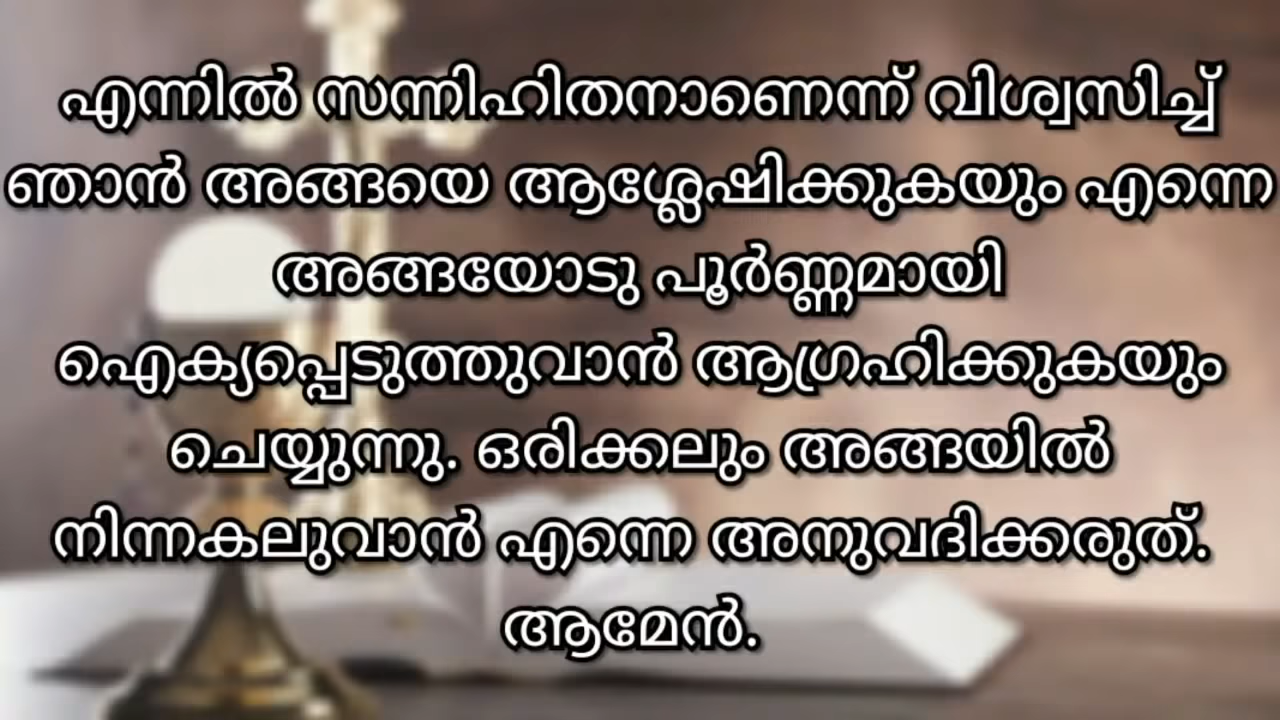 എന്നിൽ സന്നിഹിതനാണെന്ന് വിശ്വസിച്ച്
ഞാൻ അങ്ങയെ ആശ്ലേഷിക്കുകയും എന്നെ
അങ്ങയോടു പൂർണ്ണമായി
ഐക്യപ്പെടുത്തുവാൻ ആഗ്രഹിക്കുകയും
ചെയ്യുന്നു. ഒരിക്കലും അങ്ങയിൽ
നിന്നകലുവാൻ എന്നെ അനുവദിക്കരുത്.
ആമേൻ.